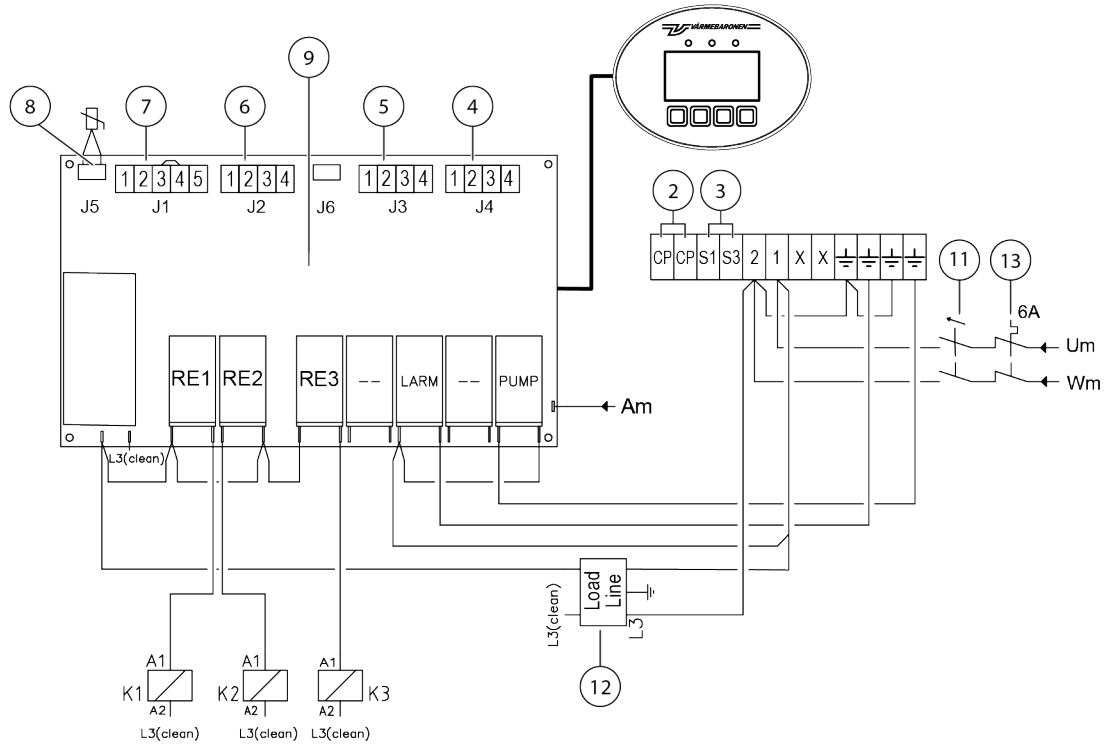 VÄRMEBARONEN
9
8
7
6
5
4
1 2 3 4 5
1 2 3 4
1 2 3 4
1 2 3 4
J5
J1
J2
J6
J3
J4
2
3
CP CP S1 S3 2 1 X X
11
13
6A
Um
Wm
RE1
RE2
RE3
--
LARM
--
PUMP
Am
L3(clean)
Load
Line
L3(clean)
L3
12
A1
A1
A1
K1
K2
K3
A2
A2
A2
L3(clean)
L3(clean)
L3(clean)